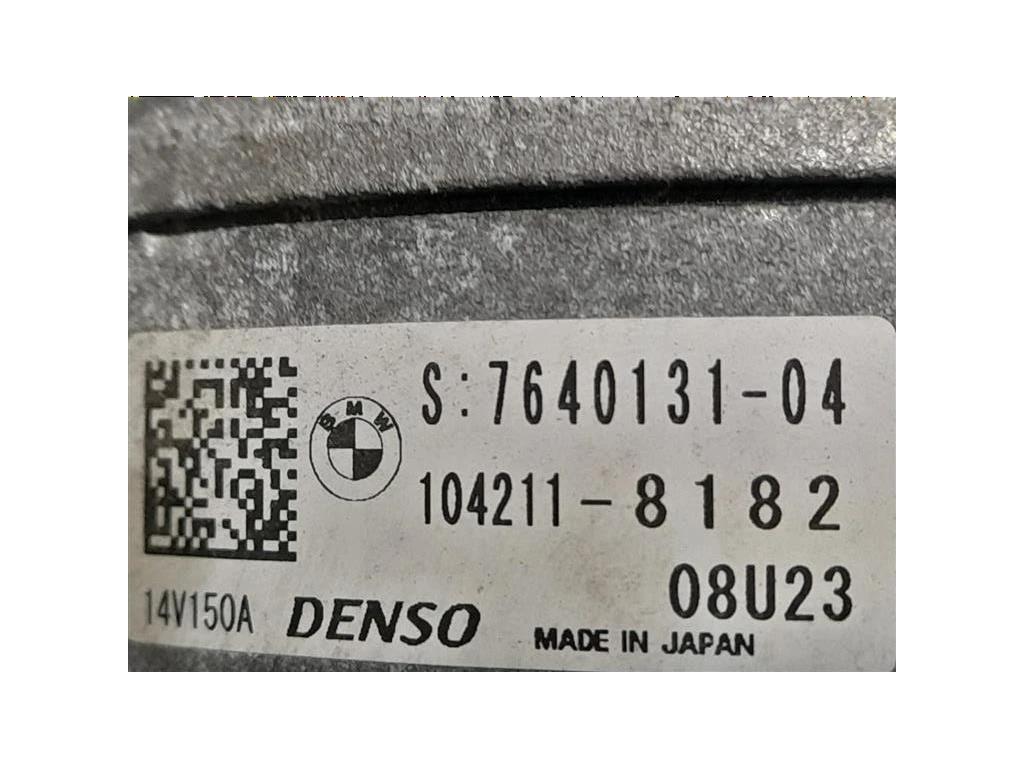 S:7640131-04
BMW
104211-8182
08U23
14V150A DENSO MADE IN JAPAN